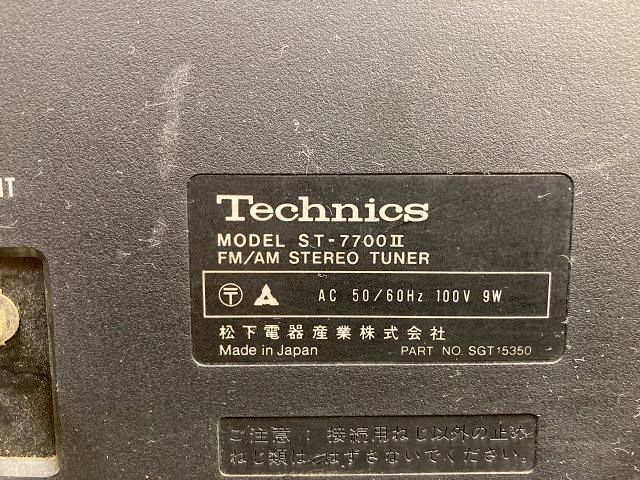 Technics
MODEL ST-7700II
FM/AM STEREO TUNER
〒 A AC 50/60Hz 100V 9W
松下電器産業株式会社
Made in Japan PART NO. SGT15350
ご注意：接続用ねじ以外の止め
ねじ類ははずさないでください。